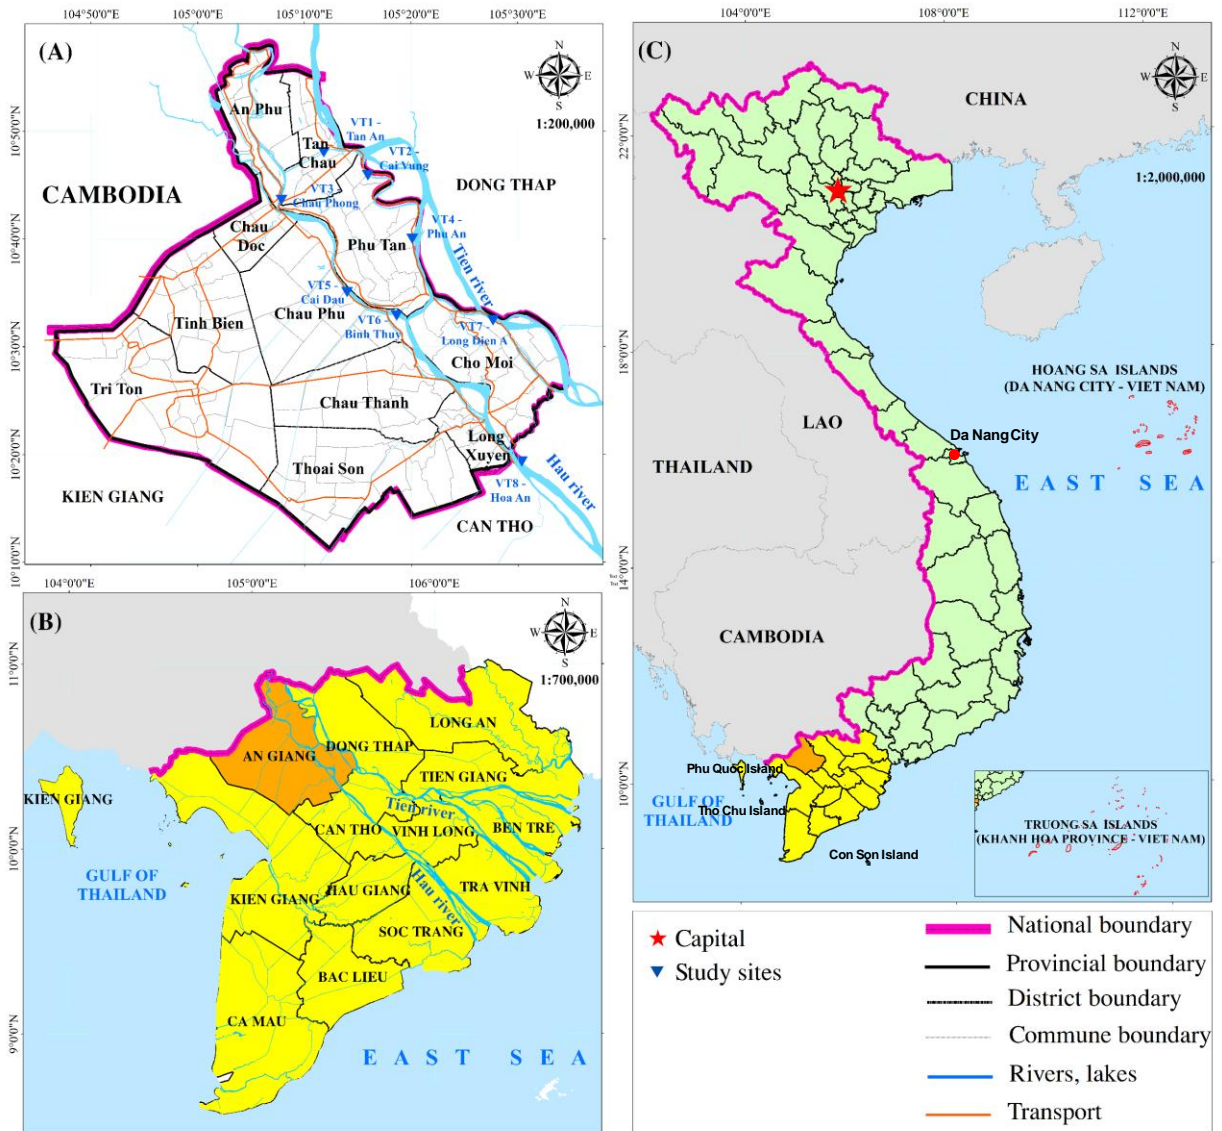 104°50'0"E
105°0'0"E
105°10'0"E
105°20'0"E
105°30'0"E
(A)
N
W
E
S
1:200,000
10°50'0"N
10°40'0"N
10°30'0"N
10°20'0"N
10°10'0"N
An Phu
Tan
Chau
VT1 -
Tan An
VT2 -
Cai Vung
CAMBODIA
DONG THAP
VT3
Chau Phong
Chau
Doc
Phu Tan
VT4 -
Phu An
Tien river
VT5 -
Cai Dau
Chau Phu
Tinh Bien
VT6
Binh Thuy
VT7 -
Long Dien A
Cho Moi
Tri Ton
Chau Thanh
Long
Xuyen
Thoai Son
VT8 -
Hoa An
Hau river
KIEN GIANG
CAN THO
104°0'0"E
105°0'0"E
106°0'0"E
(B)
N
W
E
S
1:700,000
11°0'0"N
10°0'0"N
9°0'0"N
LONG AN
DONG THAP
AN GIANG
TIEN GIANG
KIEN GIANG
Tien river
CAN THO
VINH LONG
BEN TRE
GULF OF
THAILAND
KIEN GIANG
HAU GIANG
TRA VINH
Hau river
SOC TRANG
BAC LIEU
CA MAU
EAST SEA
104°0'0"E
108°0'0"E
112°0'0"E
(C)
N
W
E
S
1:2,000,000
22°0'0"N
18°0'0"N
14°0'0"N
10°0'0"N
CHINA
HOANG SA ISLANDS
(DA NANG CITY - VIET NAM)
LAO
Da Nang City
THAILAND
EAST SEA
CAMBODIA
Phu Quoc Island
GULF OF
THAILAND
Tho Chu Island
Con Son Island
TRUONG SA ISLANDS
(KHANH HOA PROVINCE - VIET NAM)
Capital
Study sites
National boundary
Provincial boundary
District boundary
Commune boundary
Rivers, lakes
Transport